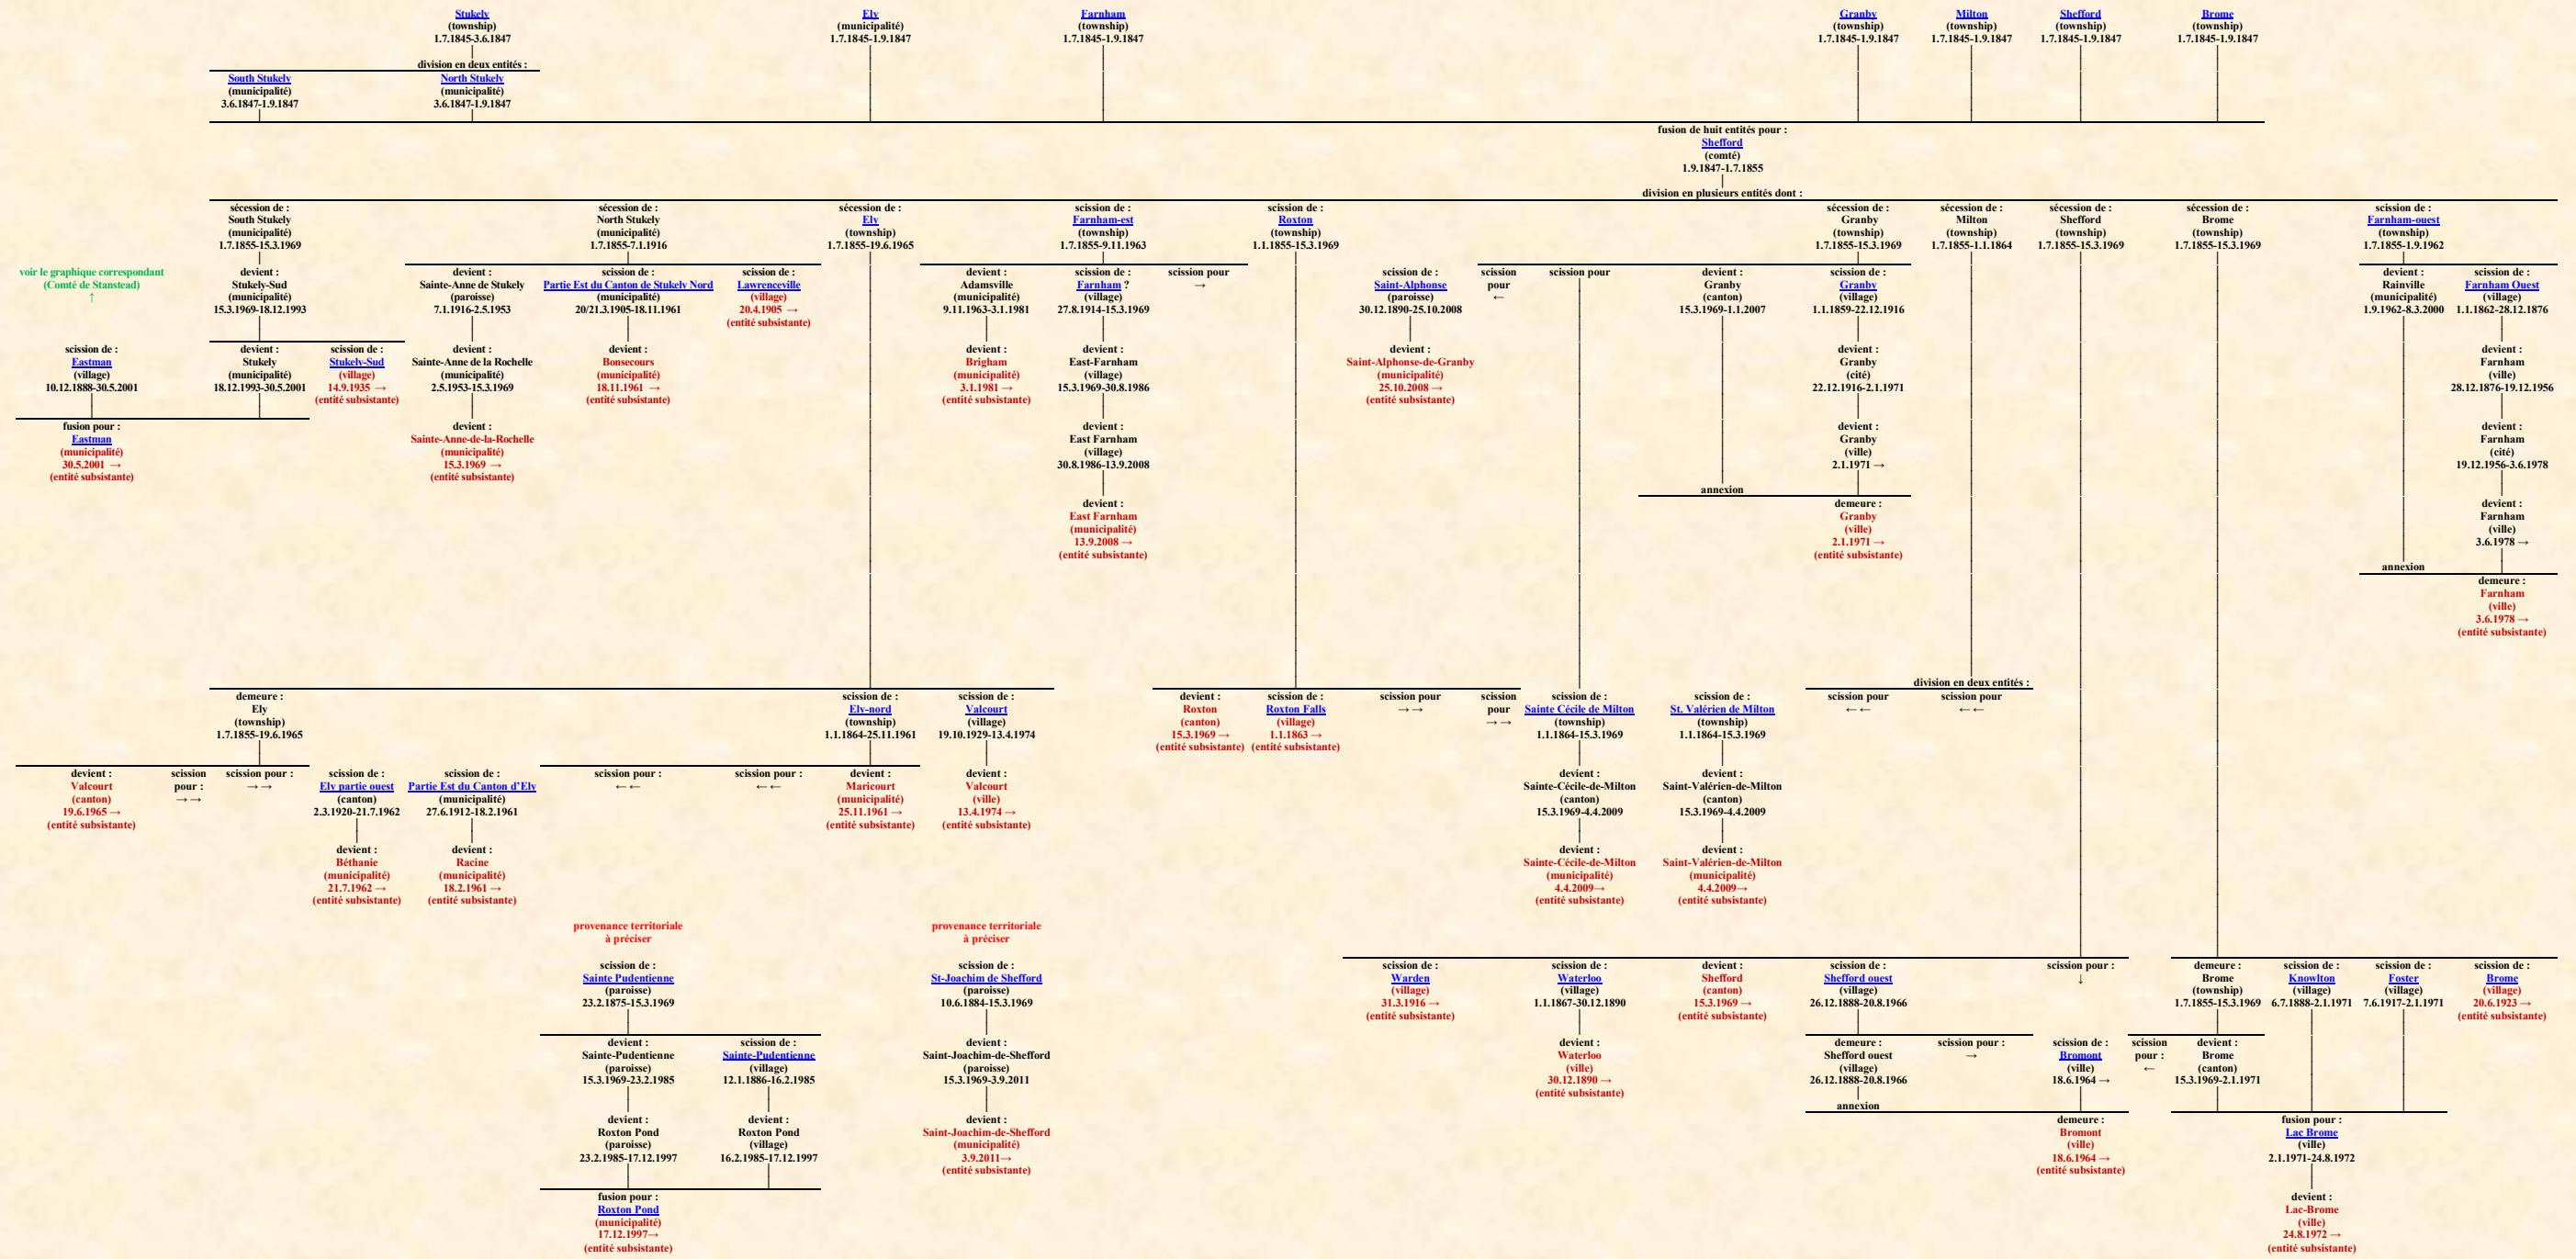 Stukely
(township)
1.7.1845-3.6.1847
Ely
(municipalité)
1.7.1845-1.9.1847
Farnham
(township)
1.7.1845-1.9.1847
Granby
(township)
1.7.1845-1.9.1847
Milton
(township)
1.7.1845-1.9.1847
Shefford
(township)
1.7.1845-1.9.1847
Brome
(township)
1.7.1845-1.9.1847
division en deux entités :
South Stukely
(municipalité)
3.6.1847-1.9.1847
North Stukely
(municipalité)
3.6.1847-1.9.1847
fusion de huit entités pour :
Shefford
(comté)
1.9.1847-1.7.1855
division en plusieurs entités dont :
sécession de :
South Stukely
(municipalité)
1.7.1855-15.3.1969
sécession de :
North Stukely
(municipalité)
1.7.1855-7.1.1916
sécession de :
Ely
(township)
1.7.1855-19.6.1965
scission de :
Farnham-est
(township)
1.7.1855-9.11.1963
scission de :
Roxton
(township)
1.1.1855-15.3.1969
sécession de :
Granby
(township)
1.7.1855-15.3.1969
sécession de :
Milton
(township)
1.7.1855-1.1.1864
sécession de :
Shefford
(township)
1.7.1855-15.3.1969
sécession de :
Brome
(township)
1.7.1855-15.3.1969
scission de :
Farnham-ouest
(township)
1.7.1855-1.9.1962
voir le graphique correspondant
(Comté de Stanstead)
↑
devient :
Stukely-Sud
(municipalité)
15.3.1969-18.12.1993
devient :
Sainte-Anne de Stukely
(paroisse)
7.1.1916-2.5.1953
scission de :
Partie Est du Canton de Stukely Nord
(municipalité)
20/21.3.1905-18.11.1961
scission de :
Lawrenceville
(village)
20.4.1905 →
(entité subsistante)
devient :
Adamsville
(municipalité)
9.11.1963-3.1.1981
scission de :
Farnham ?
(village)
27.8.1914-15.3.1969
scission pour
→
scission de :
Saint-Alphonse
(paroisse)
30.12.1890-25.10.2008
scission
pour
←
scission pour
devient :
Granby
(canton)
15.3.1969-1.1.2007
scission de :
Granby
(village)
1.1.1859-22.12.1916
devient :
Rainville
(municipalité)
1.9.1962-8.3.2000
scission de :
Farnham Ouest
(village)
1.1.1862-28.12.1876
scission de :
Eastman
(village)
10.12.1888-30.5.2001
devient :
Stukely
(municipalité)
18.12.1993-30.5.2001
scission de :
Stukely-Sud
(village)
14.9.1935 →
(entité subsistante)
devient :
Sainte-Anne de la Rochelle
(municipalité)
2.5.1953-15.3.1969
devient :
Bonsecours
(municipalité)
18.11.1961 →
(entité subsistante)
devient :
Brigham
(municipalité)
3.1.1981 →
(entité subsistante)
devient :
East-Farnham
(village)
15.3.1969-30.8.1986
devient :
Saint-Alphonse-de-Granby
(municipalité)
25.10.2008 →
(entité subsistante)
devient :
Granby
(cité)
22.12.1916-2.1.1971
devient :
Farnham
(ville)
28.12.1876-19.12.1956
fusion pour :
Eastman
(municipalité)
30.5.2001 →
(entité subsistante)
devient :
Sainte-Anne-de-la-Rochelle
(municipalité)
15.3.1969 →
(entité subsistante)
devient :
East Farnham
(village)
30.8.1986-13.9.2008
devient :
Granby
(ville)
2.1.1971 →
devient :
Farnham
(cité)
19.12.1956-3.6.1978
annexion
devient :
East Farnham
(municipalité)
13.9.2008 →
(entité subsistante)
demeure :
Granby
(ville)
2.1.1971 →
(entité subsistante)
devient :
Farnham
(ville)
3.6.1978 →
annexion
demeure :
Farnham
(ville)
3.6.1978 →
(entité subsistante)
division en deux entités :
demeure :
Ely
(township)
1.7.1855-19.6.1965
scission de :
Ely-nord
(township)
1.1.1864-25.11.1961
scission de :
Valcourt
(village)
19.10.1929-13.4.1974
devient :
Roxton
(canton)
15.3.1969 →
(entité subsistante)
scission de :
Roxton Falls
(village)
1.1.1863 →
(entité subsistante)
scission pour
→ →
scission
pour
→ →
scission de :
Sainte Cécile de Milton
(township)
1.1.1864-15.3.1969
scission de :
St. Valérien de Milton
(township)
1.1.1864-15.3.1969
scission pour
← ←
scission pour
← ←
devient :
Valcourt
(canton)
19.6.1965 →
(entité subsistante)
scission
pour :
→ →
scission pour :
→ →
scission de :
Ely partie ouest
(canton)
2.3.1920-21.7.1962
scission de :
Partie Est du Canton d'Ely
(municipalité)
27.6.1912-18.2.1961
scission pour :
← ←
scission pour :
← ←
devient :
Maricourt
(municipalité)
25.11.1961 →
(entité subsistante)
devient :
Valcourt
(ville)
13.4.1974 →
(entité subsistante)
devient :
Sainte-Cécile-de-Milton
(canton)
15.3.1969-4.4.2009
devient :
Saint-Valérien-de-Milton
(canton)
15.3.1969-4.4.2009
devient :
Béthanie
(municipalité)
21.7.1962 →
(entité subsistante)
devient :
Racine
(municipalité)
18.2.1961 →
(entité subsistante)
devient :
Sainte-Cécile-de-Milton
(municipalité)
4.4.2009→
(entité subsistante)
devient :
Saint-Valérien-de-Milton
(municipalité)
4.4.2009→
(entité subsistante)
provenance territoriale
à préciser
provenance territoriale
à préciser
scission de :
Sainte Pudentienne
(paroisse)
23.2.1875-15.3.1969
scission de :
St-Joachim de Shefford
(paroisse)
10.6.1884-15.3.1969
scission de :
Warden
(village)
31.3.1916 →
(entité subsistante)
scission de :
Waterloo
(village)
1.1.1867-30.12.1890
devient :
Shefford
(canton)
15.3.1969 →
(entité subsistante)
scission de :
Shefford ouest
(village)
26.12.1888-20.8.1966
scission pour :
↓
demeure :
Brome
(township)
1.7.1855-15.3.1969
scission de :
Knowlton
(village)
6.7.1888-2.1.1971
scission de :
Foster
(village)
7.6.1917-2.1.1971
scission de :
Brome
(village)
20.6.1923 →
(entité subsistante)
devient :
Sainte-Pudentienne
(paroisse)
15.3.1969-23.2.1985
scission de :
Sainte-Pudentienne
(village)
12.1.1886-16.2.1985
devient :
Saint-Joachim-de-Shefford
(paroisse)
15.3.1969-3.9.2011
devient :
Waterloo
(ville)
30.12.1890 →
(entité subsistante)
demeure :
Shefford ouest
(village)
26.12.1888-20.8.1966
scission pour :
→
scission de :
Bromont
(ville)
18.6.1964 →
scission
pour :
←
devient :
Brome
(canton)
15.3.1969-2.1.1971
annexion
devient :
Roxton Pond
(paroisse)
23.2.1985-17.12.1997
devient :
Roxton Pond
(village)
16.2.1985-17.12.1997
devient :
Saint-Joachim-de-Shefford
(municipalité)
3.9.2011→
(entité subsistante)
demeure :
Bromont
(ville)
18.6.1964 →
(entité subsistante)
fusion pour :
Lac Brome
(ville)
2.1.1971-24.8.1972
fusion pour :
Roxton Pond
(municipalité)
17.12.1997→
(entité subsistante)
devient :
Lac-Brome
(ville)
24.8.1972 →
(entité subsistante)